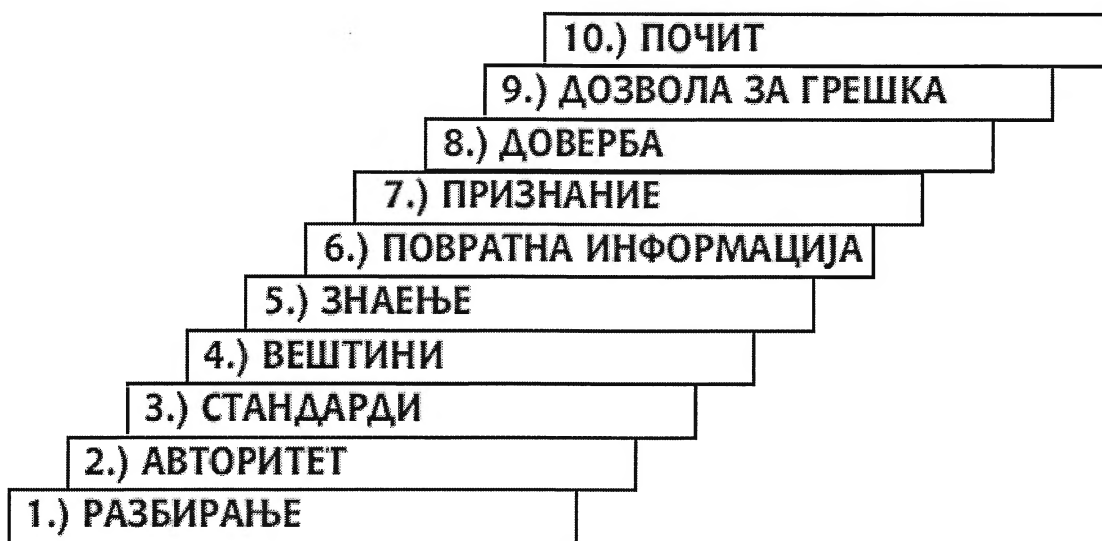 10.) ПОЧИТ
9.) ДОЗВОЛА ЗА ГРЕШКА
8.) ДОВЕРБА
7.) ПРИЗНАНИЕ
6.) ПОВРАТНА ИНФОРМАЦИЈА
5.) ЗНАЕЊЕ
4.) ВЕШТИНИ
3.) СТАНДАРДИ
2.) АВТОРИТЕТ
1.) РАЗБИРАЊЕ